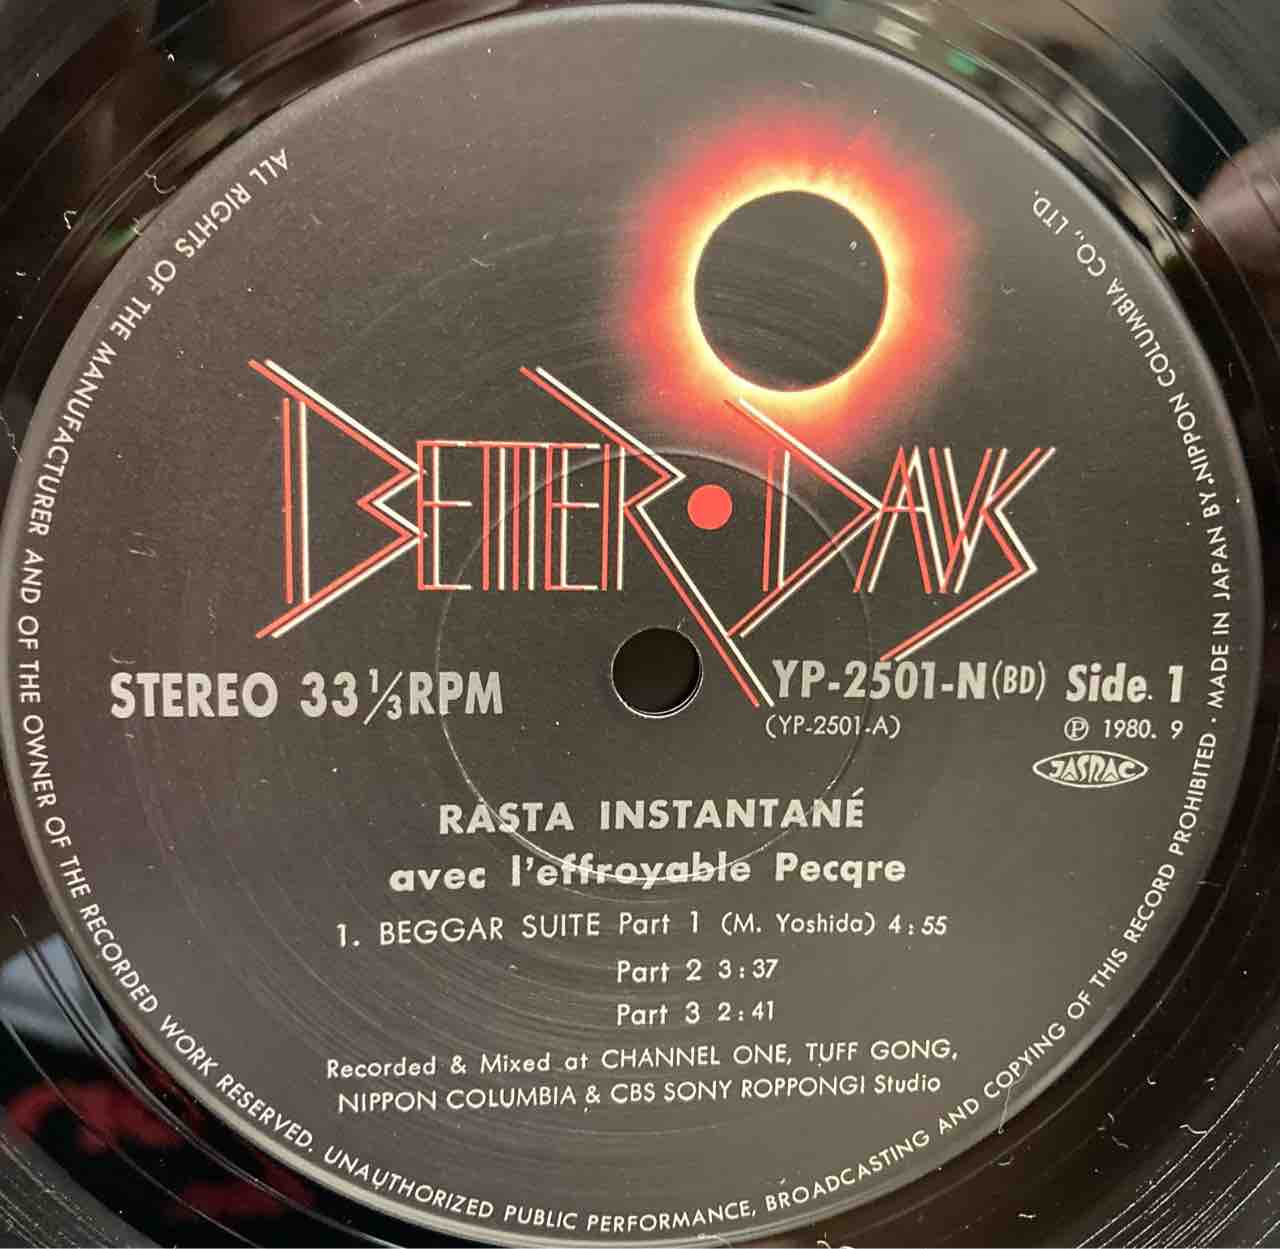 BETTER DAYS
STEREO 33 1/3 RPM
YP-2501-N(BD) Side. 1
(YP-2501-A)
Ⓟ 1980. 9
JASRAC
RASTA INSTANTANÉ
avec l'effroyable Pecqre
1. BEGGAR SUITE Part 1 (M. Yoshida) 4:55
Part 2 3:37
Part 3 2:41
Recorded & Mixed at CHANNEL ONE, TUFF GONG,
NIPPON COLUMBIA & CBS SONY ROPPONGI Studio
ALL RIGHTS OF THE MANUFACTURER AND OF THE OWNER OF THE RECORDED WORK RESERVED. UNAUTHORIZED PUBLIC PERFORMANCE, BROADCASTING AND COPYING OF THIS RECORD PROHIBITED · MADE IN JAPAN BY NIPPON COLUMBIA CO., LTD.